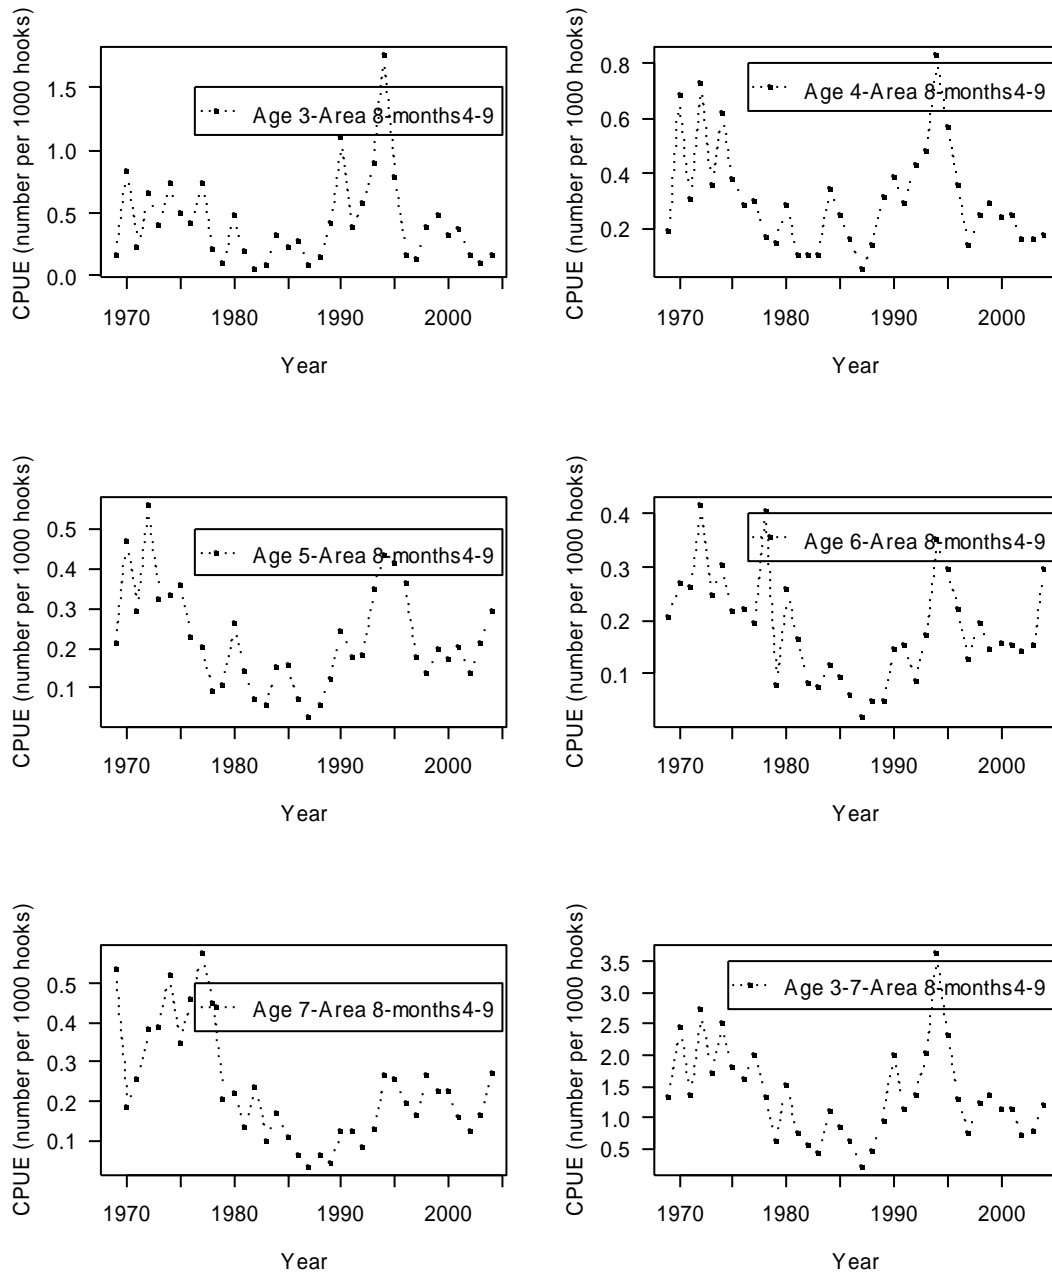 CPUE (number per 1000 hooks)
1.5
1.0
0.5
0.0
Age 3-Area 8-months4-9
1970 1980 1990 2000
Year
CPUE (number per 1000 hooks)
0.8
0.6
0.4
0.2
Age 4-Area 8-months4-9
1970 1980 1990 2000
Year
CPUE (number per 1000 hooks)
0.5
0.4
0.3
0.2
0.1
Age 5-Area 8-months4-9
1970 1980 1990 2000
Year
CPUE (number per 1000 hooks)
0.4
0.3
0.2
0.1
Age 6-Area 8-months4-9
1970 1980 1990 2000
Year
CPUE (number per 1000 hooks)
0.5
0.4
0.3
0.2
0.1
Age 7-Area 8-months4-9
1970 1980 1990 2000
Year
CPUE (number per 1000 hooks)
3.5
3.0
2.5
2.0
1.5
1.0
0.5
Age 3-7-Area 8-months4-9
1970 1980 1990 2000
Year